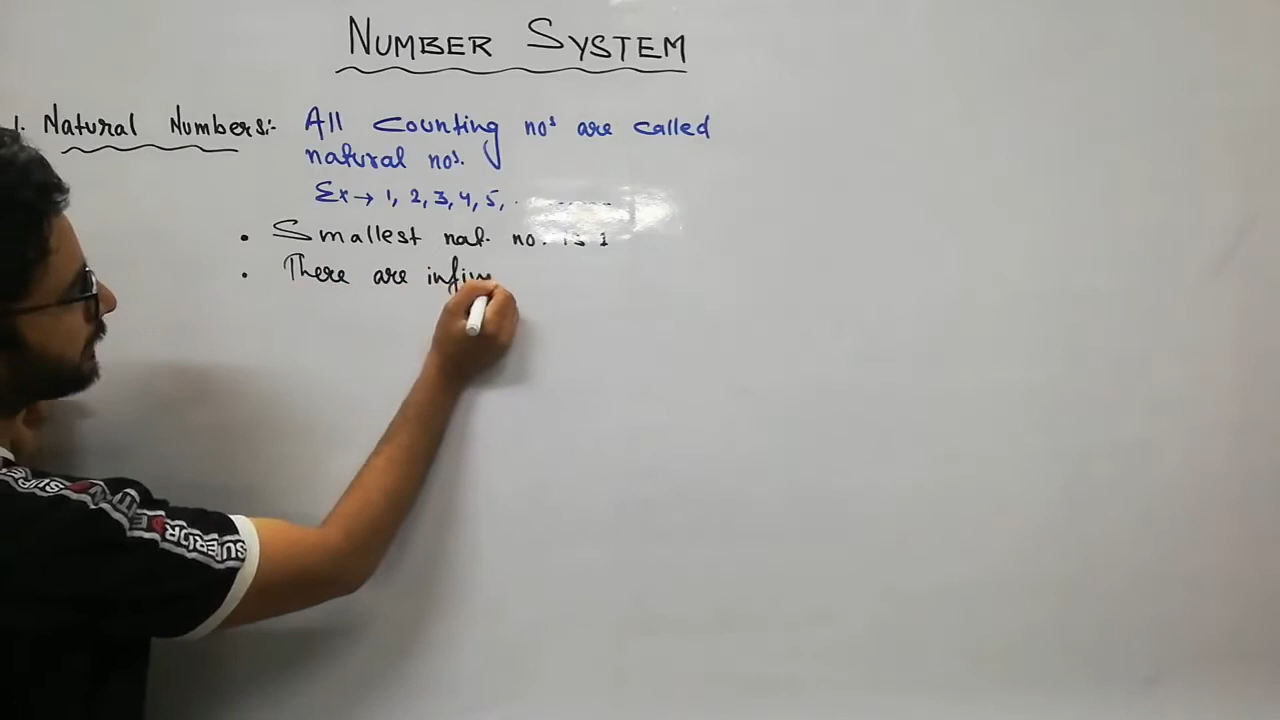 NUMBER SYSTEM
1. Natural Numbers:- All counting nos are called
natural nos.
Ex → 1, 2, 3, 4, 5, ........
• Smallest nat. no. is 1
• There are infin
SUPERIOR